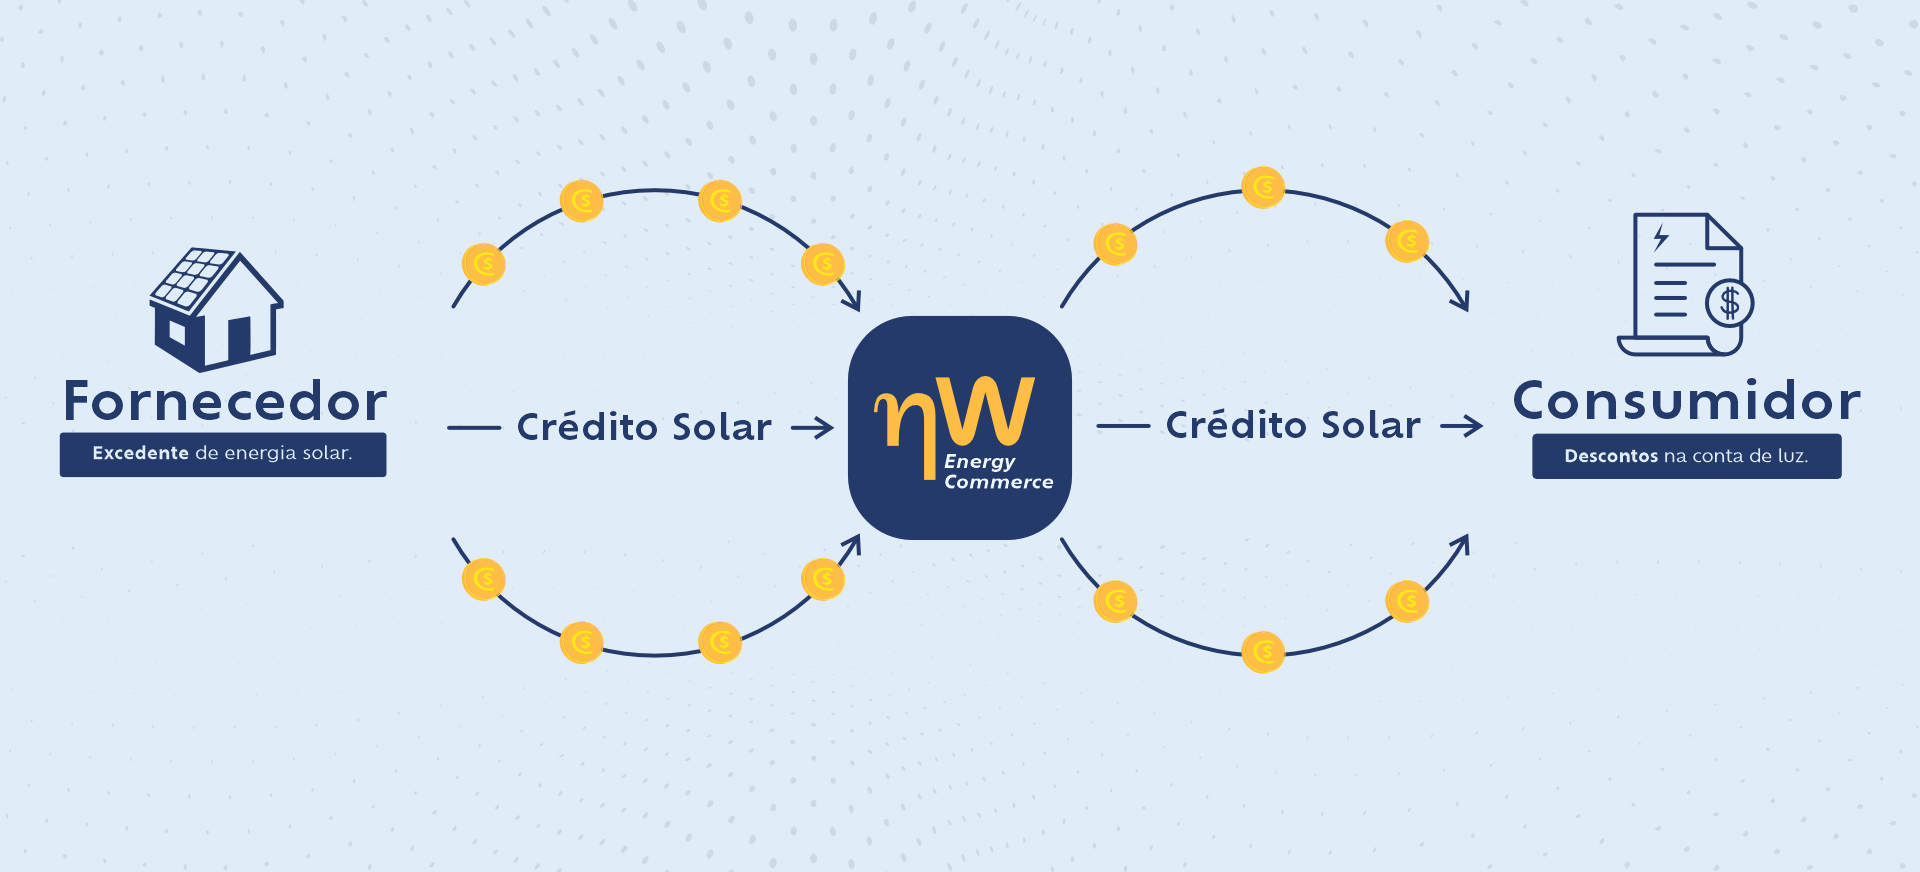 Fornecedor
Excedente de energia solar.
Crédito Solar
ηW
Energy
Commerce
Crédito Solar
Consumidor
Descontos na conta de luz.